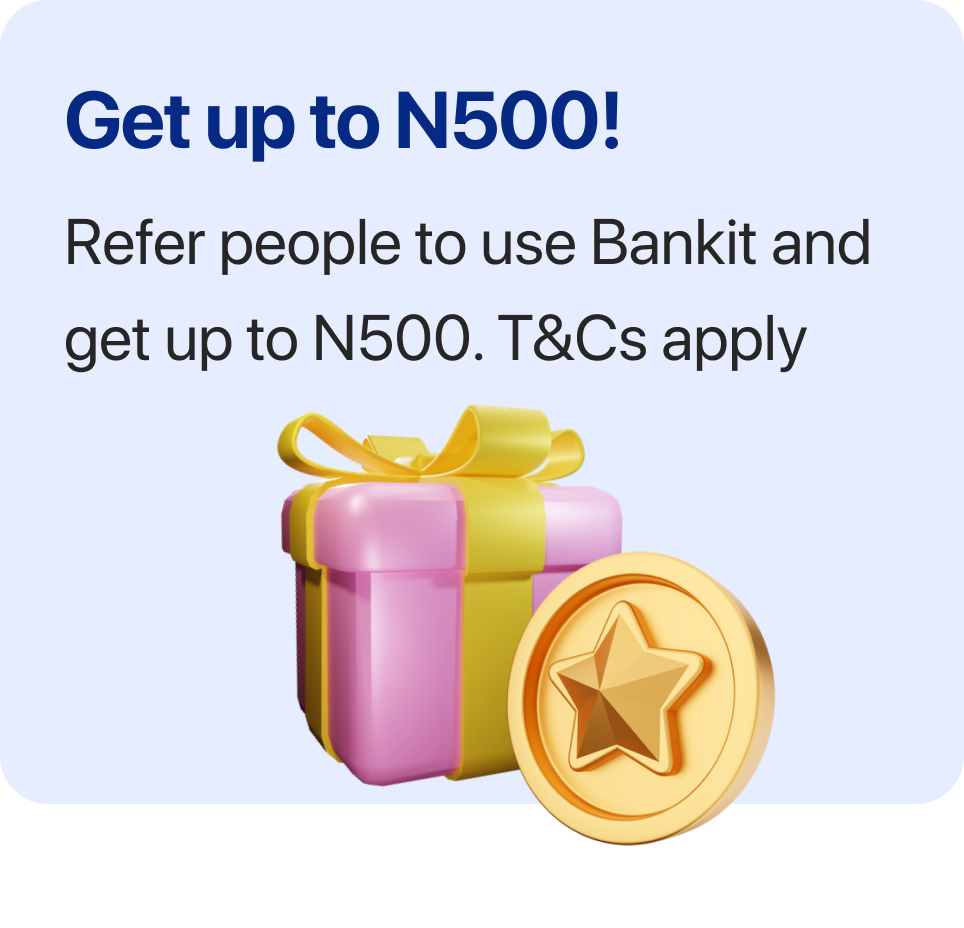 Get up to N500!
Refer people to use Bankit and
get up to N500. T&Cs apply